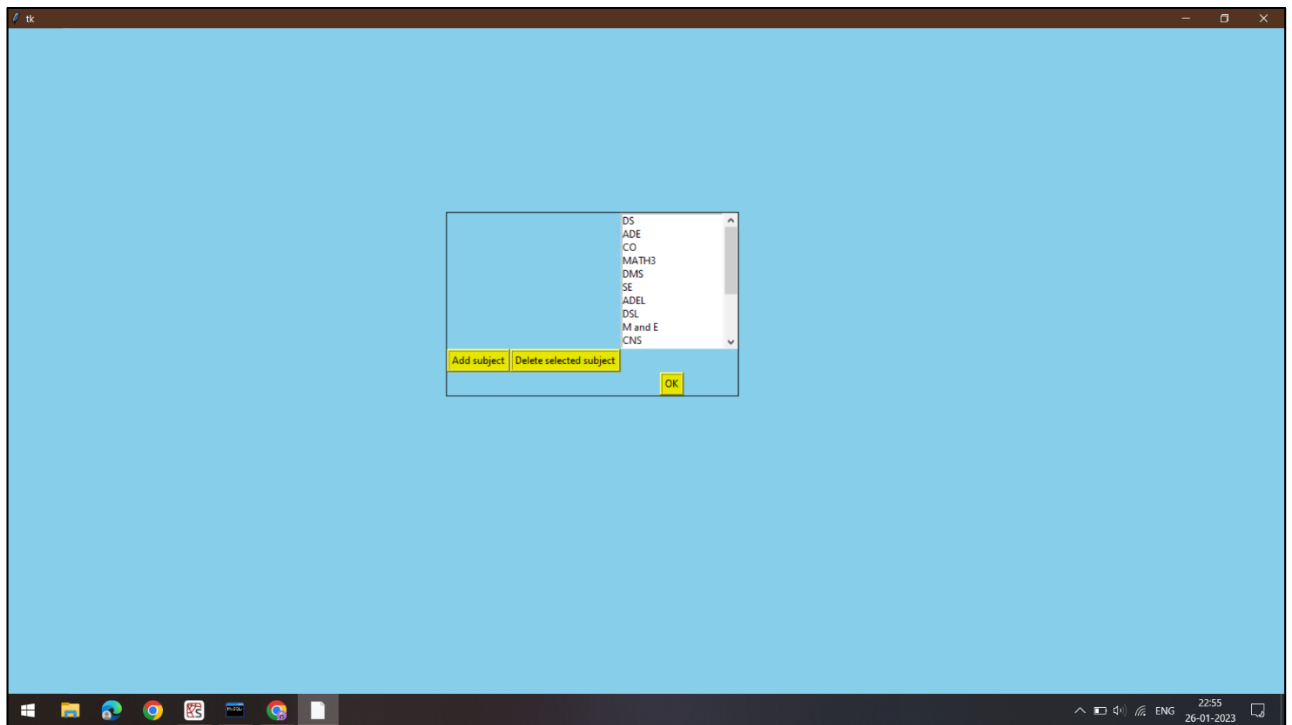 tk
DS
ADE
CO
MATH3
DMS
SE
ADEL
DSL
M and E
CNS
Add subject Delete selected subject
OK
ENG
22:55
26-01-2023